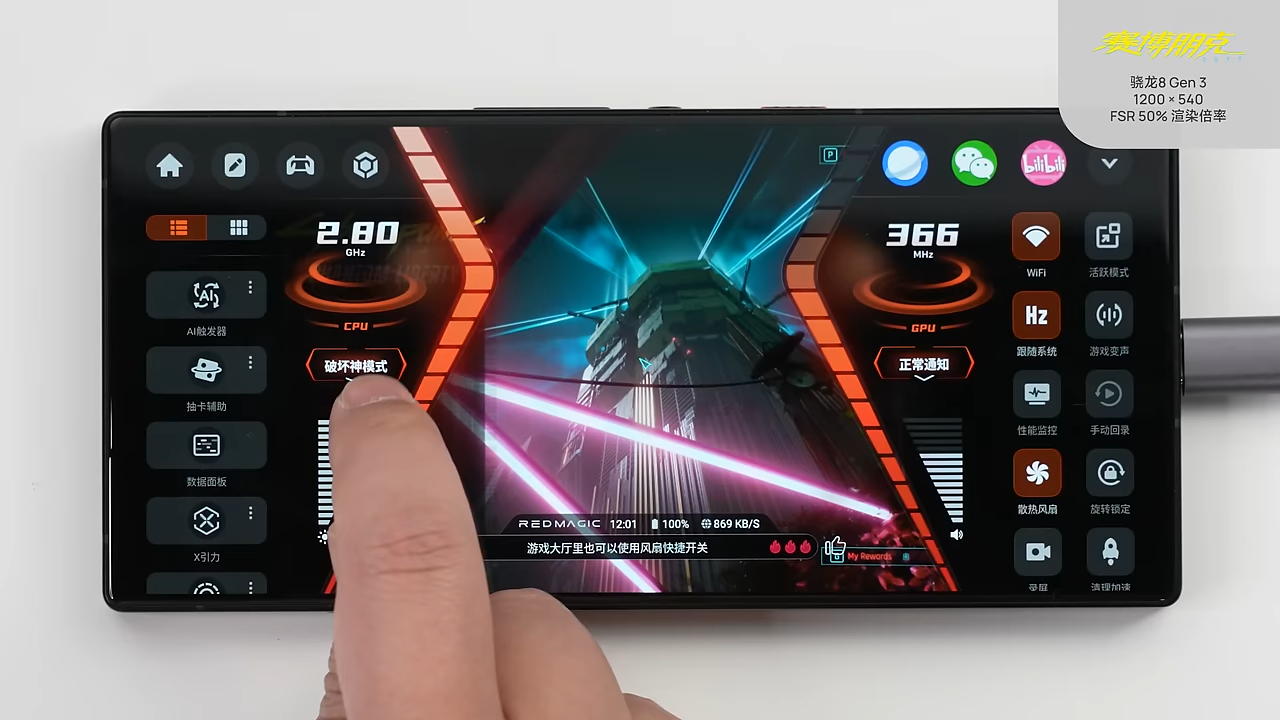 赛博朋克
2077
骁龙8 Gen 3
1200 × 540
FSR 50% 渲染倍率
P
bilibili
2.80
GHz
CPU
破坏神模式
366
MHz
GPU
正常通知
AI
AI触发器
抽卡辅助
数据面板
X引力
WiFi
活跃模式
Hz
跟随系统
游戏变声
性能监控
手动回录
散热风扇
旋转锁定
录屏
清理加速
REDMAGIC 12:01 100% 869 KB/S
游戏大厅里也可以使用风扇快捷开关
My Rewards